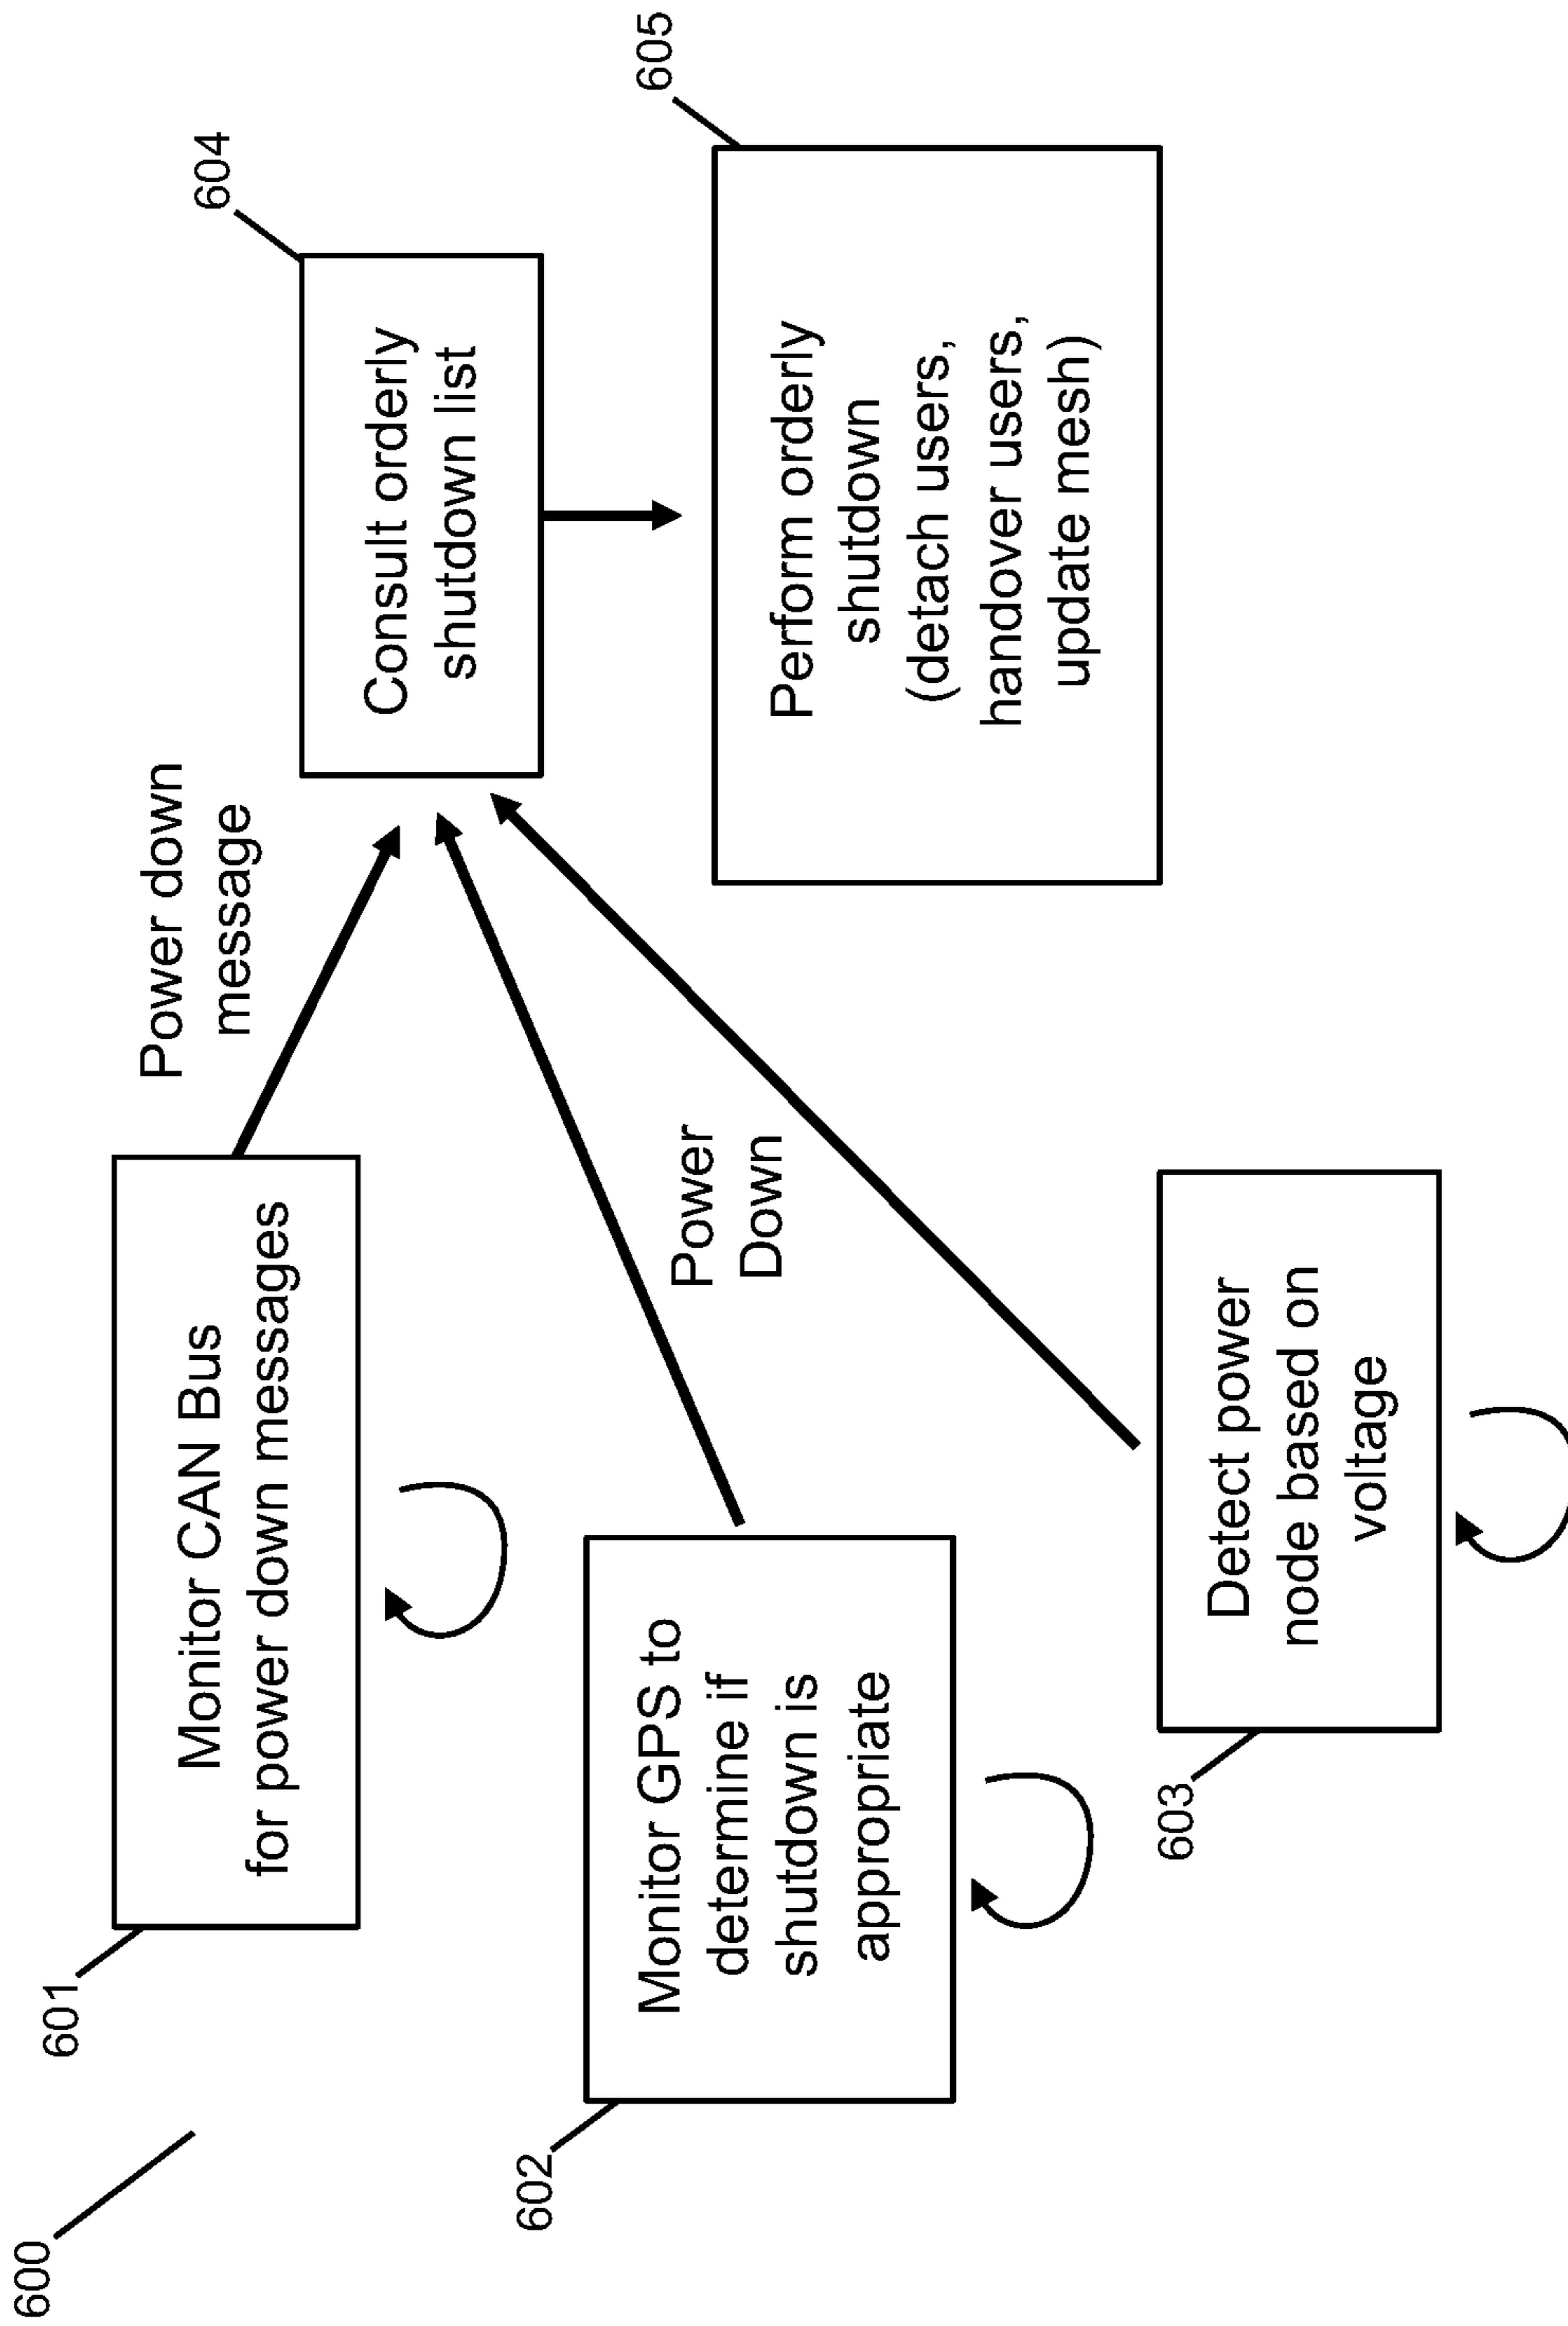 600
601
Monitor CAN Bus
for power down messages
Power down
message
604
Consult orderly
shutdown list
602
Monitor GPS to
determine if
shutdown is
appropriate
Power
Down
605
Perform orderly
shutdown
(detach users,
handover users,
update mesh)
603
Detect power
node based on
voltage